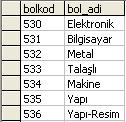 bolkod bol_adi
530 Elektronik
531 Bilgisayar
532 Metal
533 Talaşlı
534 Makine
535 Yapı
536 Yapı-Resim